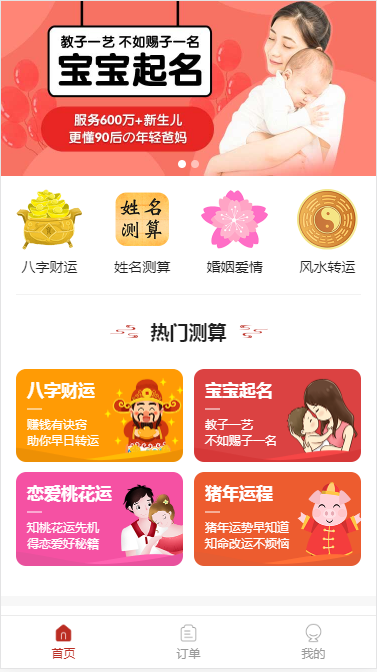 教子一艺 不如赐子一名
宝宝起名
服务600万+新生儿
更懂90后の年轻爸妈
姓名
测算
八字财运
姓名测算
婚姻爱情
风水转运
热门测算
八字财运
赚钱有诀窍
助你早日转运
宝宝起名
教子一艺
不如赐子一名
恋爱桃花运
知桃花运先机
得恋爱好秘籍
猪年运程
猪年运势早知道
知命改运不烦恼
首页
订单
我的